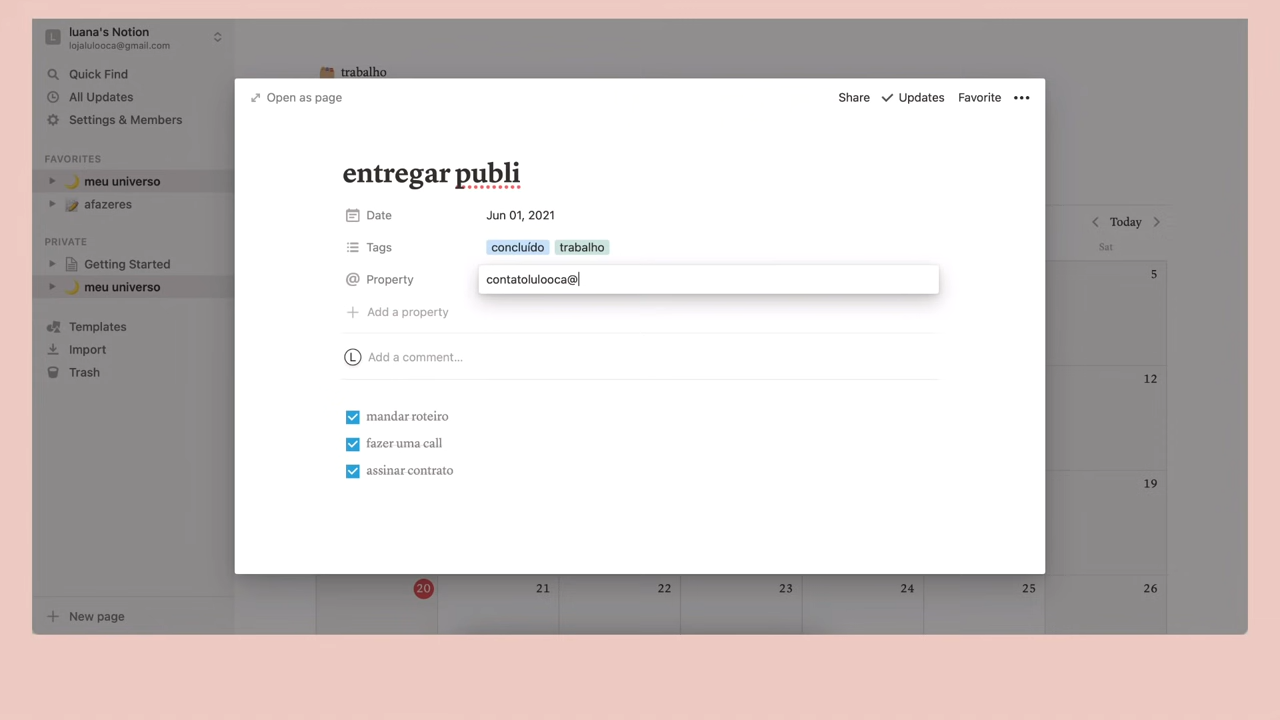 L
luana's Notion
lojalulooca@gmail.com
Quick Find
All Updates
Settings & Members
FAVORITES
meu universo
afazeres
PRIVATE
Getting Started
meu universo
Templates
Import
Trash
New page
trabalho
Open as page
Share
Updates
Favorite
entregar publi
Date
Jun 01, 2021
Tags
concluído trabalho
Property
contatolulooca@
Add a property
L
Add a comment...
mandar roteiro
fazer uma call
assinar contrato
Today
Sat
5
12
19
20 21 22 23 24 25 26